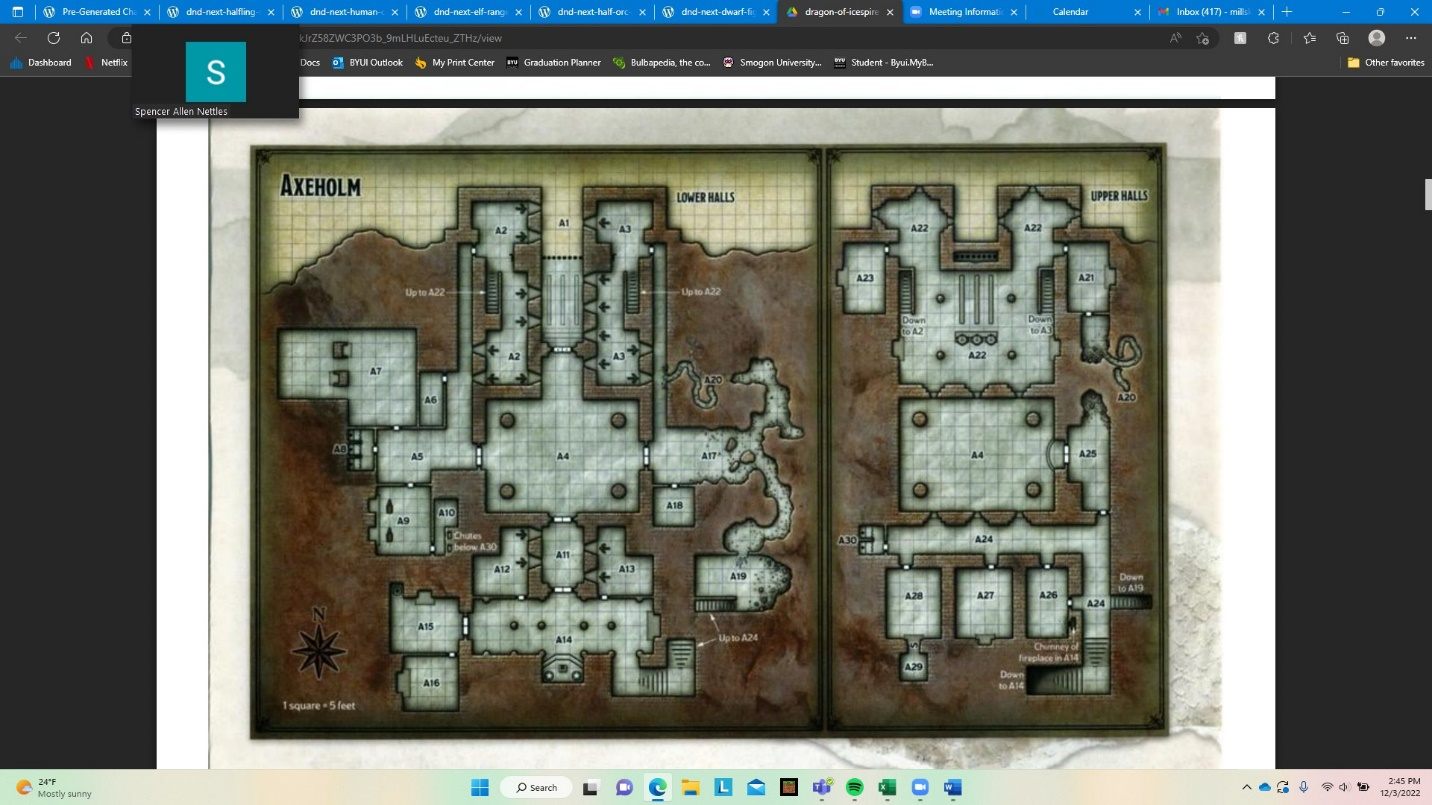 Pre-Generated Cha
dnd-next-halfling-
dnd-next-human-c
dnd-next-elf-range
dnd-next-half-orc-
dnd-next-dwarf-fig
dragon-of-icespire
Meeting Informati
Calendar
Inbox (417) - mills
ZWC3PO3b_9mLHLuEcteu_ZTHz/view
Dashboard
Netflix
Docs
BYUI Outlook
My Print Center
Graduation Planner
Bulbapedia, the co...
Smogon University...
Student - Byui.MyB...
Other favorites
S
Spencer Allen Nettles
AXEHOLM
LOWER HALLS
UPPER HALLS
A1
A2
A3
A22
A22
A23
A21
Up to A22
Up to A22
Down
to A2
Down
to A3
A2
A3
A22
A7
A6
A20
A20
A8
A5
A4
A17
A4
A25
A9
A10
A18
Chutes
below A30
A11
A30
A24
A12
A13
A19
Down
to A19
A28
A27
A26
A24
N
A15
A14
Up to A24
Chimney of
fireplace in A14
S
A29
A16
Down
to A14
1 square = 5 feet
24°F
Mostly sunny
Search
2:45 PM
12/3/2022